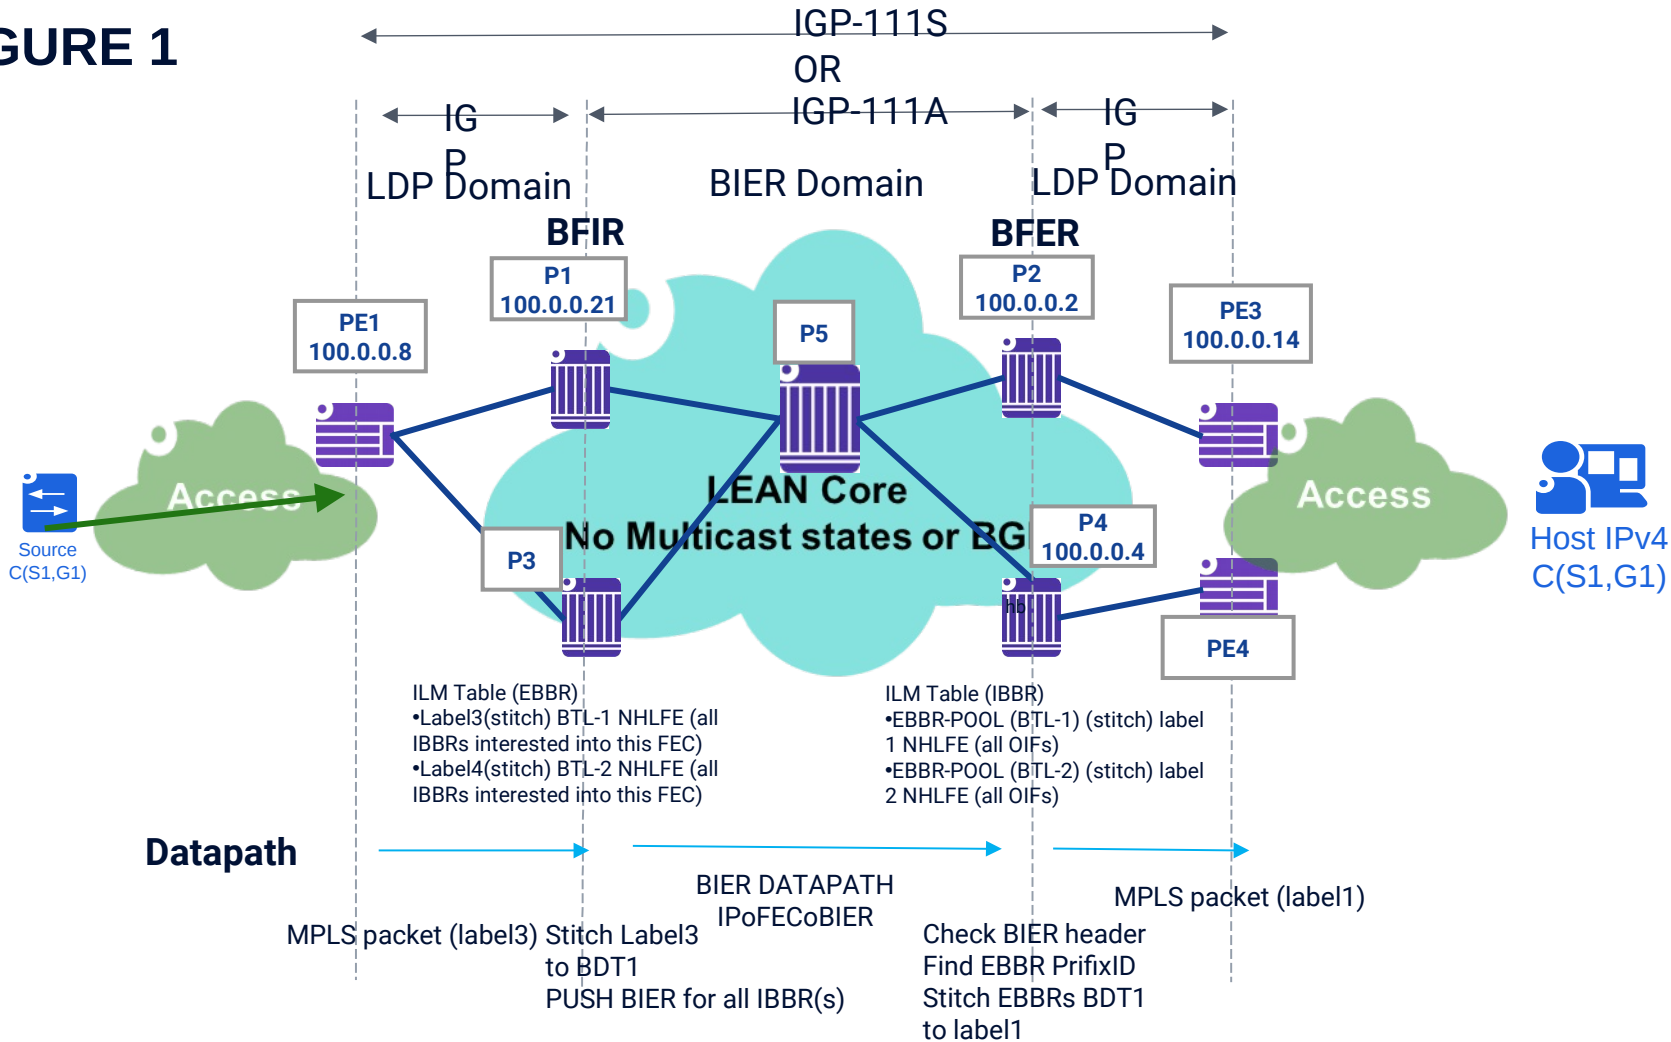 GURE 1
IGP-111S
OR
IGP-111A
IG
P
IG
P
LDP Domain
BIER Domain
LDP Domain
BFIR
BFER
P1
100.0.0.21
P2
100.0.0.2
PE1
100.0.0.8
P5
PE3
100.0.0.14
Access
LEAN Core
No Multicast states or BG
Access
P3
P4
100.0.0.4
hb
PE4
Source
C(S1,G1)
Host IPv4
C(S1,G1)
ILM Table (EBBR)
•Label3(stitch) BTL-1 NHLFE (all
IBBRs interested into this FEC)
•Label4(stitch) BTL-2 NHLFE (all
IBBRs interested into this FEC)
ILM Table (IBBR)
•EBBR-POOL (BTL-1) (stitch) label
1 NHLFE (all OIFs)
•EBBR-POOL (BTL-2) (stitch) label
2 NHLFE (all OIFs)
Datapath
BIER DATAPATH
IPoFECoBIER
MPLS packet (label1)
MPLS packet (label3)
Stitch Label3
to BDT1
PUSH BIER for all IBBR(s)
Check BIER header
Find EBBR PrifixID
Stitch EBBRs BDT1
to label1